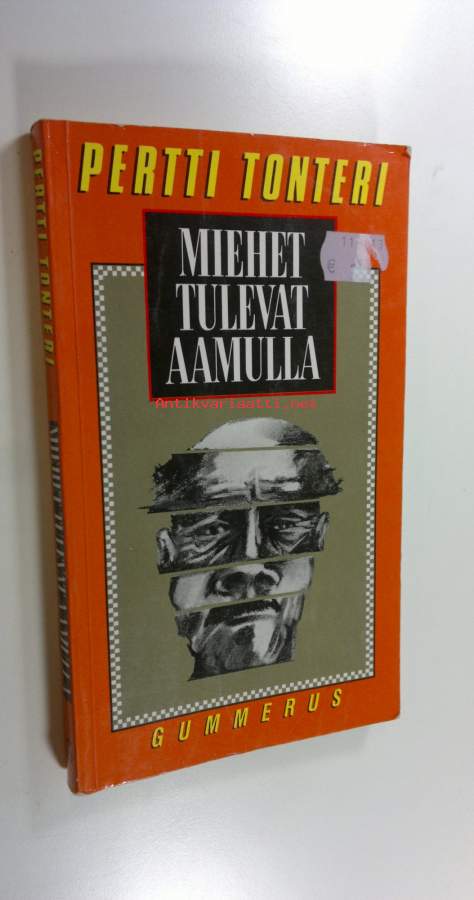 PERTTI TONTERI
MIEHET
TULEVAT
AAMULLA
Antikvariaatti.net
GUMMERUS
PERTTI TONTERI
MIEHET TULEVAT AAMULLA
€